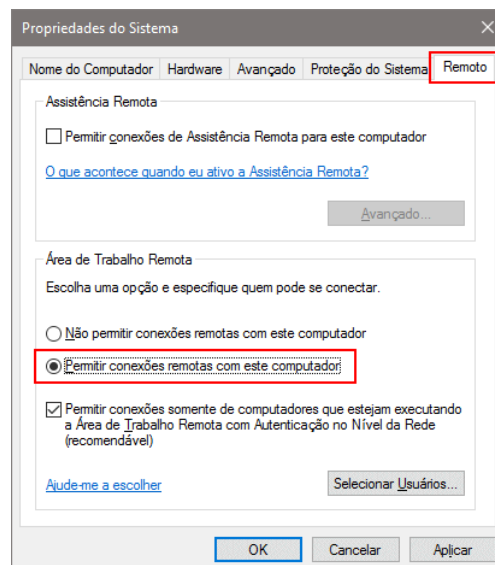 Propriedades do Sistema
Nome do Computador Hardware Avançado Proteção do Sistema Remoto
Assistência Remota
Permitir conexões de Assistência Remota para este computador
O que acontece quando eu ativo a Assistência Remota?
Avançado...
Área de Trabalho Remota
Escolha uma opção e especifique quem pode se conectar.
Não permitir conexões remotas com este computador
Permitir conexões remotas com este computador
Permitir conexões somente de computadores que estejam executando
a Área de Trabalho Remota com Autenticação no Nível da Rede
(recomendável)
Ajude-me a escolher
Selecionar Usuários...
OK Cancelar Aplicar